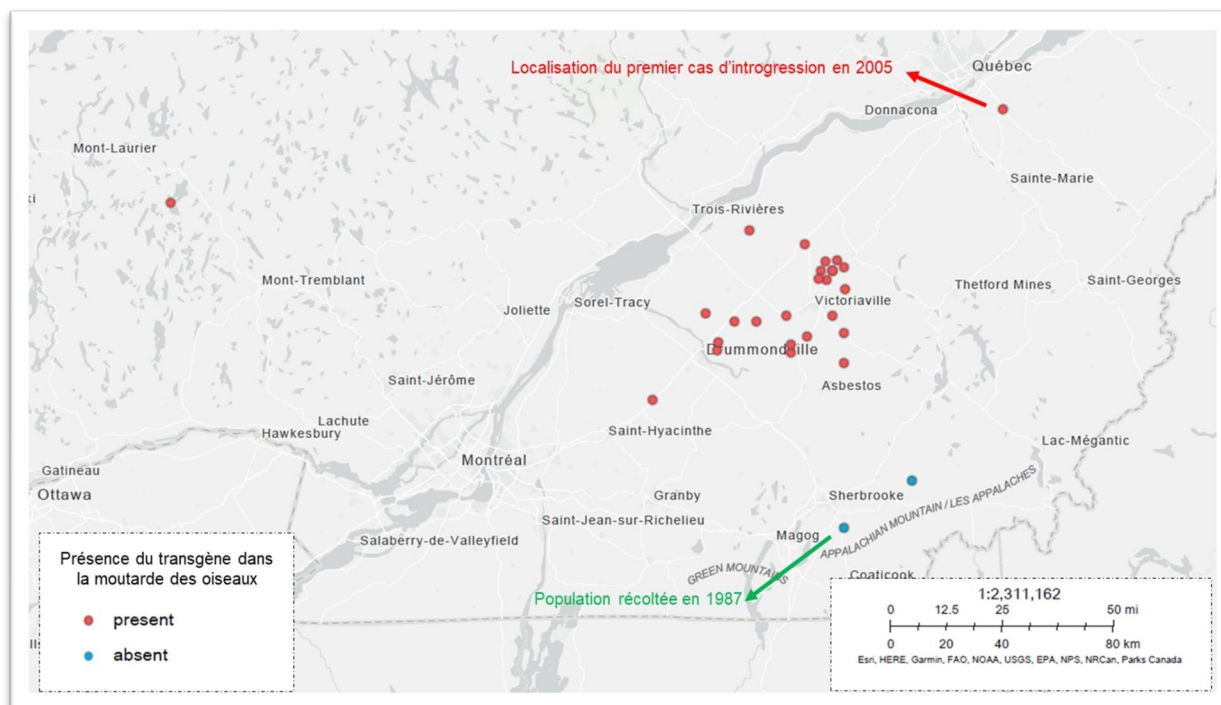 Localisation du premier cas d'introgression en 2005
Québec
Donnacona
Mont-Laurier
Sainte-Marie
ki
Trois-Rivières
Mont-Tremblant
Saint-Georges
Thetford Mines
Sorel-Tracy
Victoriaville
Joliette
Drummondville
Asbestos
Saint-Jérôme
Lachute
Saint-Hyacinthe
Hawkesbury
Lac-Mégantic
Montréal
Gatineau
Ottawa
Granby
Sherbrooke
Saint-Jean-sur-Richelieu
Magog
APPALACHIAN MOUNTAIN / LES APPALACHES
Salaberry-de-Valleyfield
GREEN MOUNTAINS
Coaticook
Population récoltée en 1987
Présence du transgène dans
la moutarde des oiseaux
present
absent
1:2,311,162
0 12.5 25 50 mi
0 20 40 80 km
Esri, HERE, Garmin, FAO, NOAA, USGS, EPA, NPS, NRCan, Parks Canada